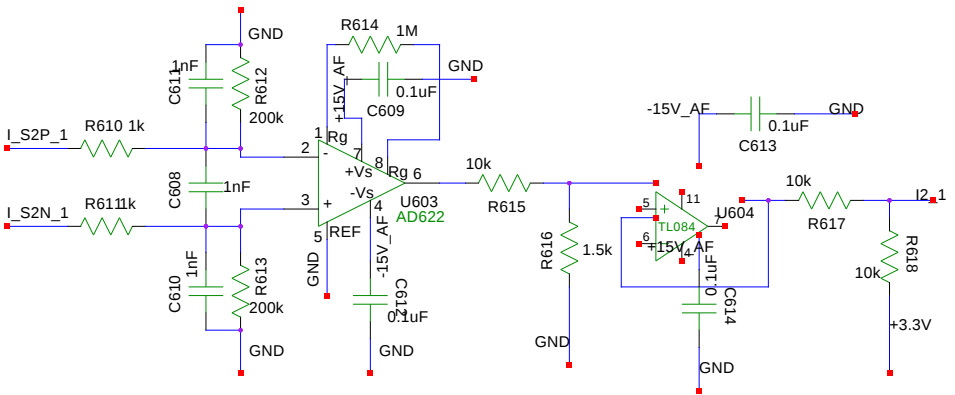 GND
R614
1M
C611
1nF
R612
200k
+15V_AF
C609
0.1uF
GND
I_S2P_1
R610 1k
1
Rg
2
-
7
+Vs
8
Rg
6
C608
1nF
-Vs
4
U603
AD622
I_S2N_1
R611
1k
3
+
5
REF
C610
1nF
R613
200k
GND
GND
-15V_AF
C612
0.1uF
GND
10k
R615
R616
1.5k
GND
-15V_AF
C613
0.1uF
GND
5
+
11
U604
TL084
7
6
-
4
+15V_AF
0.1uF
C614
GND
10k
R617
I2_1
R618
10k
+3.3V